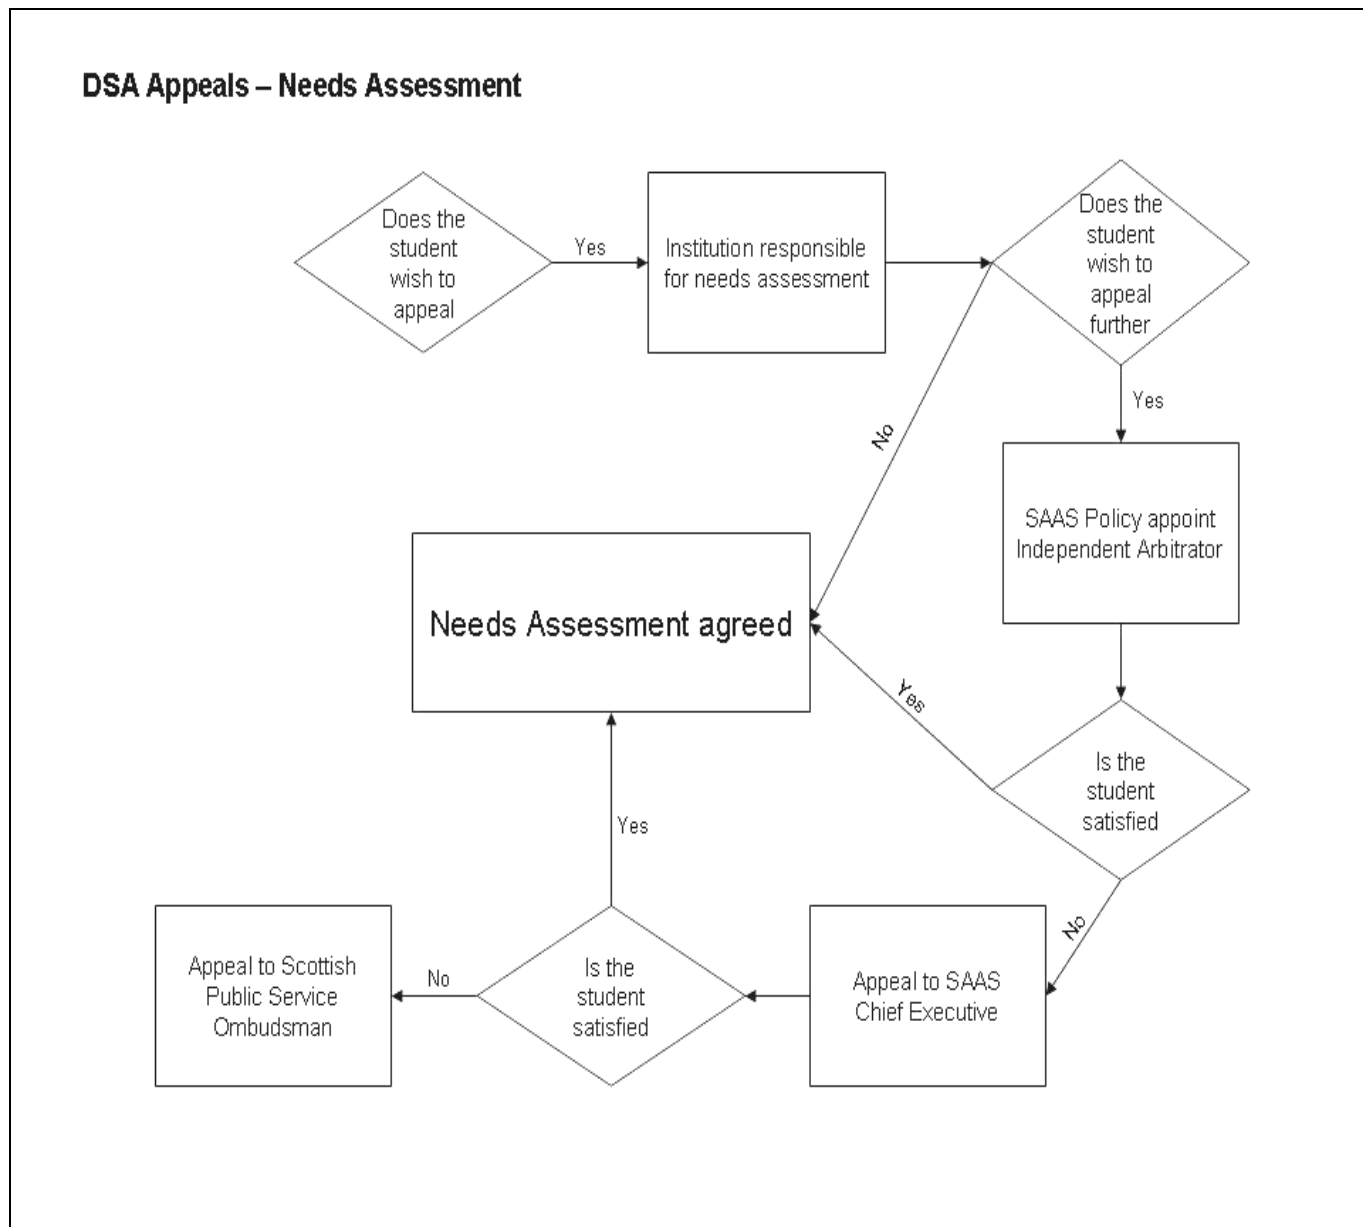 DSA Appeals – Needs Assessment
Does the
student
wish to
appeal
Yes
Institution responsible
for needs assessment
Does the
student
wish to
appeal
further
No
Yes
SAAS Policy appoint
Independent Arbitrator
Needs Assessment agreed
Yes
Is the
student
satisfied
No
Appeal to SAAS
Chief Executive
Is the
student
satisfied
Yes
No
Appeal to Scottish
Public Service
Ombudsman